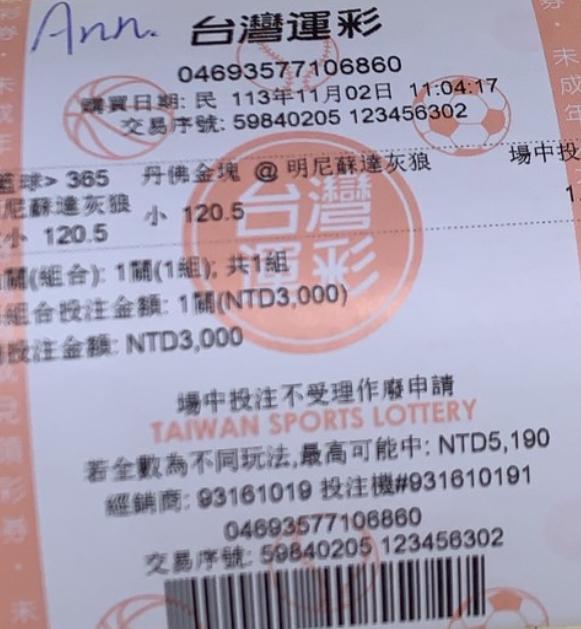 Ann.
台灣運彩
04693577106860
購買日期: 民 113年11月02日 11:04:17
交易序號: 59840205 123456302
籃球> 365 丹佛金塊 @ 明尼蘇達灰狼 場中投
尼蘇達灰狼 小 120.5 1.
小 120.5
台灣運彩
關(組合): 1關(1組); 共1組
組合投注金額: 1關(NTD3,000)
投注金額: NTD3,000
場中投注不受理作廢申請
TAIWAN SPORTS LOTTERY
若全數為不同玩法,最高可能中: NTD5,190
經銷商: 93161019 投注機#931610191
04693577106860
交易序號: 59840205 123456302